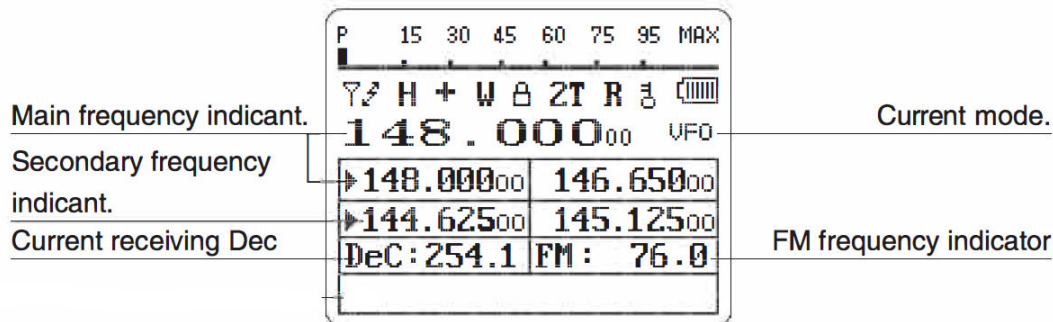 P 15 30 45 60 75 95 MAX
H + W 2T R
Main frequency indicant.
148.00000 VFO
Current mode.
Secondary frequency
indicant.
148.00000 146.65000
144.62500 145.12500
Current receiving Dec
DeC:254.1 FM: 76.0
FM frequency indicator